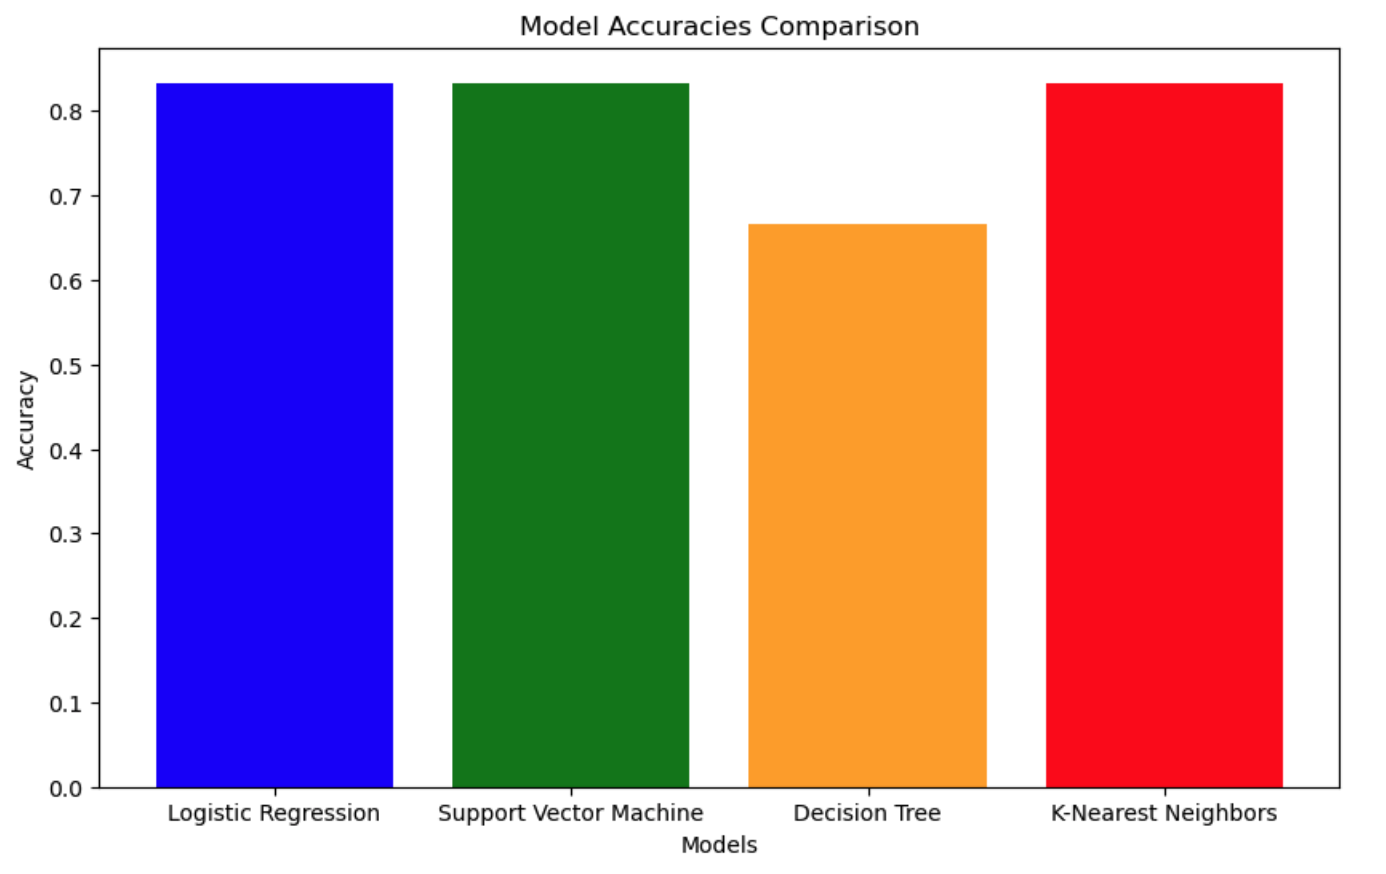 Model Accuracies Comparison
Accuracy
0.8
0.7
0.6
0.5
0.4
0.3
0.2
0.1
0.0
Logistic Regression Support Vector Machine Decision Tree K-Nearest Neighbors
Models